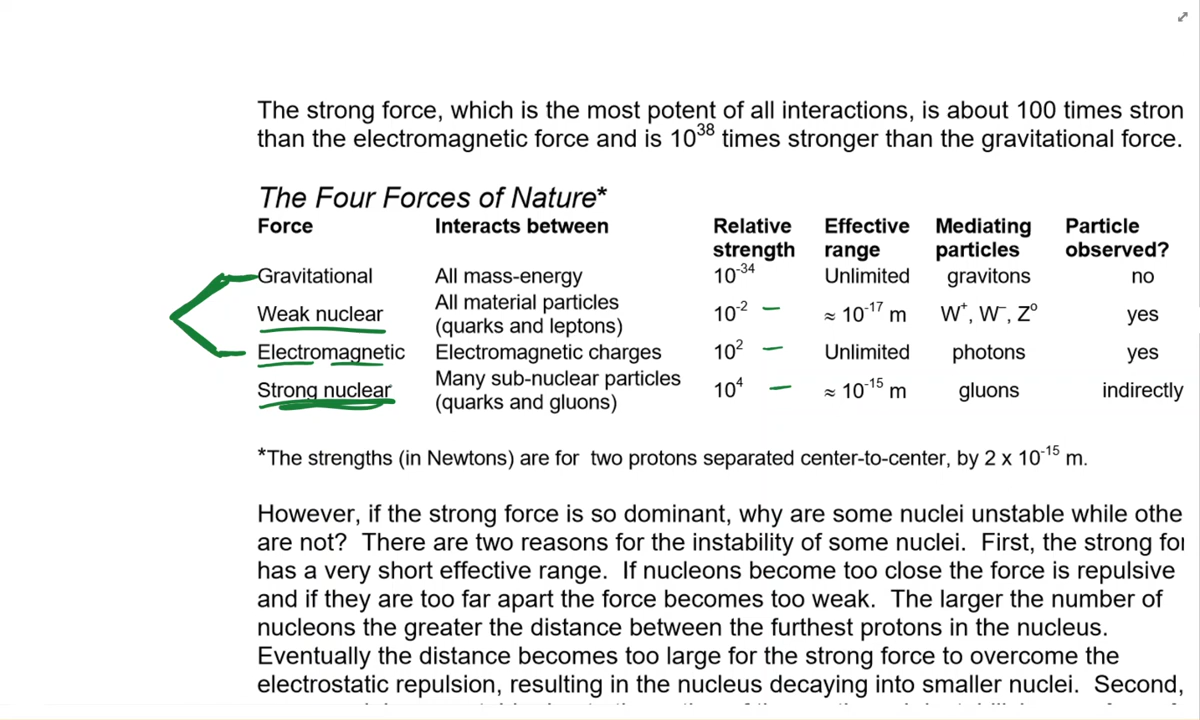 The strong force, which is the most potent of all interactions, is about 100 times stron
than the electromagnetic force and is 10³⁸ times stronger than the gravitational force.
The Four Forces of Nature*
Force Interacts between Relative strength Effective range Mediating particles Particle observed?
Gravitational All mass-energy 10⁻³⁴ Unlimited gravitons no
Weak nuclear All material particles (quarks and leptons) 10⁻² ≈ 10⁻¹⁷ m W⁺, W⁻, Z⁰ yes
Electromagnetic Electromagnetic charges 10² Unlimited photons yes
Strong nuclear Many sub-nuclear particles (quarks and gluons) 10⁴ ≈ 10⁻¹⁵ m gluons indirectly
*The strengths (in Newtons) are for two protons separated center-to-center, by 2 x 10⁻¹⁵ m.
However, if the strong force is so dominant, why are some nuclei unstable while othe
are not? There are two reasons for the instability of some nuclei. First, the strong for
has a very short effective range. If nucleons become too close the force is repulsive
and if they are too far apart the force becomes too weak. The larger the number of
nucleons the greater the distance between the furthest protons in the nucleus.
Eventually the distance becomes too large for the strong force to overcome the
electrostatic repulsion, resulting in the nucleus decaying into smaller nuclei. Second,